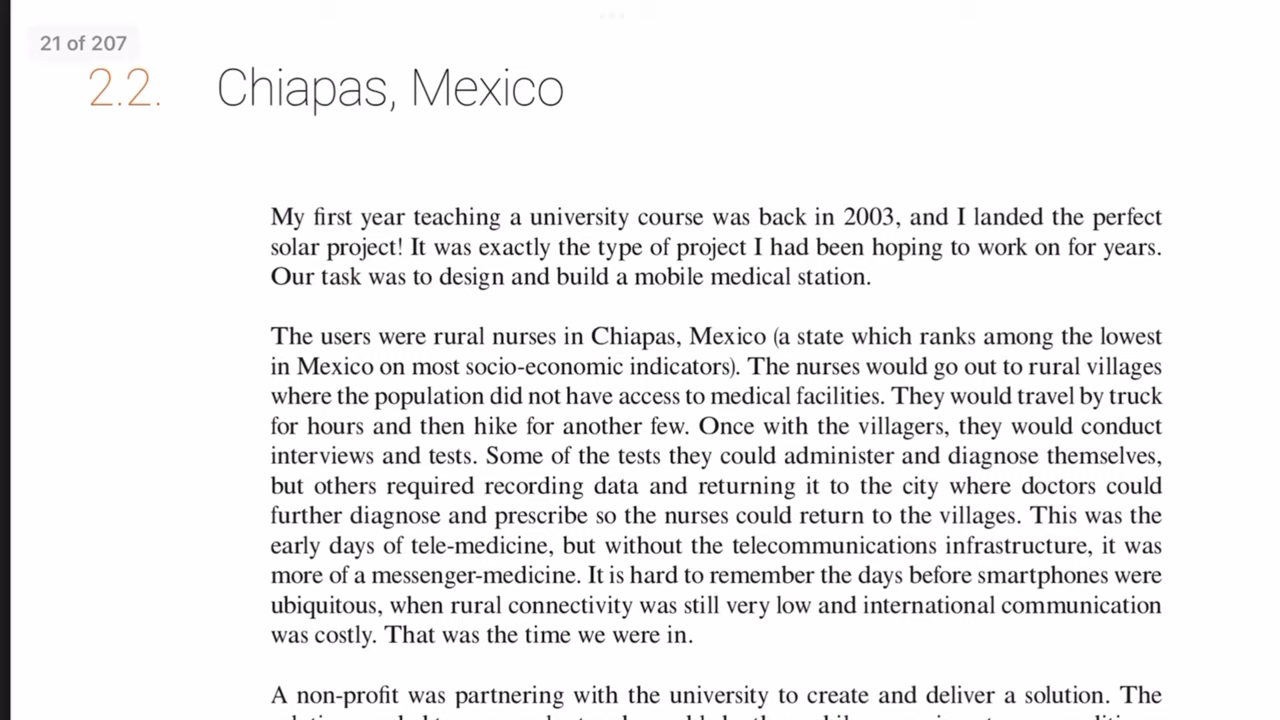 21 of 207
2.2. Chiapas, Mexico
My first year teaching a university course was back in 2003, and I landed the perfect
solar project! It was exactly the type of project I had been hoping to work on for years.
Our task was to design and build a mobile medical station.
The users were rural nurses in Chiapas, Mexico (a state which ranks among the lowest
in Mexico on most socio-economic indicators). The nurses would go out to rural villages
where the population did not have access to medical facilities. They would travel by truck
for hours and then hike for another few. Once with the villagers, they would conduct
interviews and tests. Some of the tests they could administer and diagnose themselves,
but others required recording data and returning it to the city where doctors could
further diagnose and prescribe so the nurses could return to the villages. This was the
early days of tele-medicine, but without the telecommunications infrastructure, it was
more of a messenger-medicine. It is hard to remember the days before smartphones were
ubiquitous, when rural connectivity was still very low and international communication
was costly. That was the time we were in.
A non-profit was partnering with the university to create and deliver a solution. The